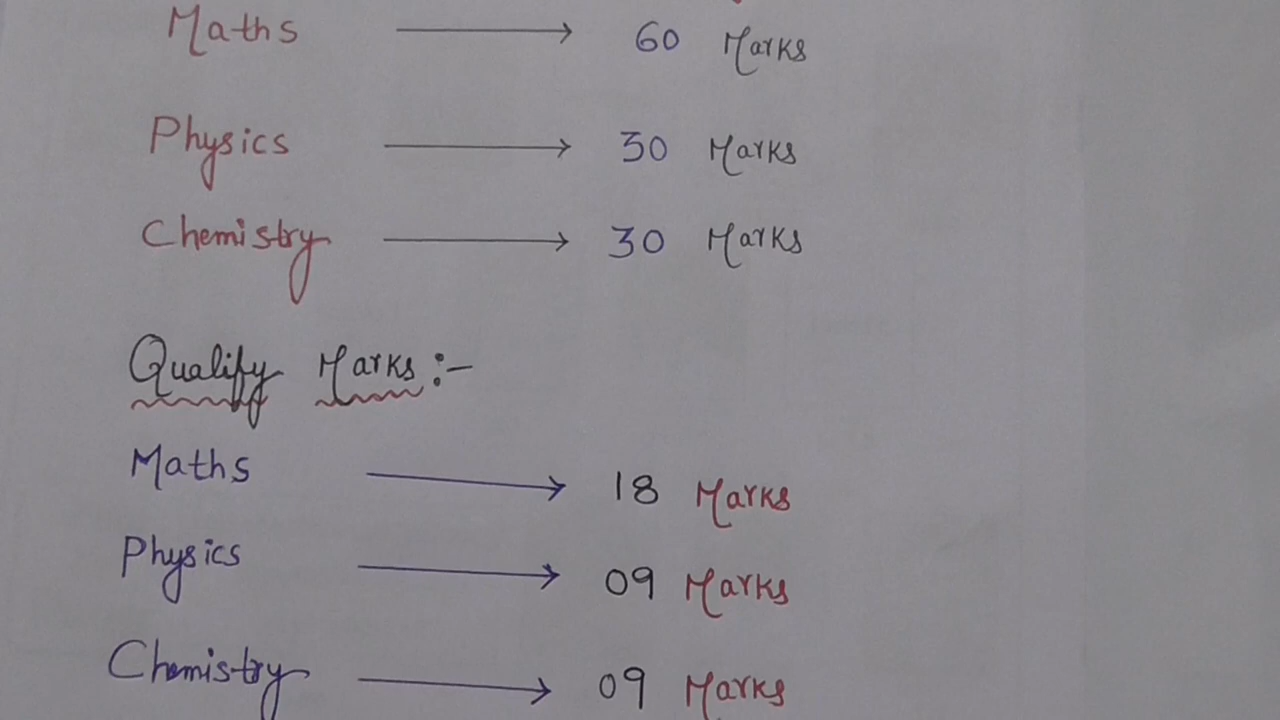 Maths → 60 Marks
Physics → 30 Marks
Chemistry → 30 Marks
Qualify Marks :-
Maths → 18 Marks
Physics → 09 Marks
Chemistry → 09 Marks